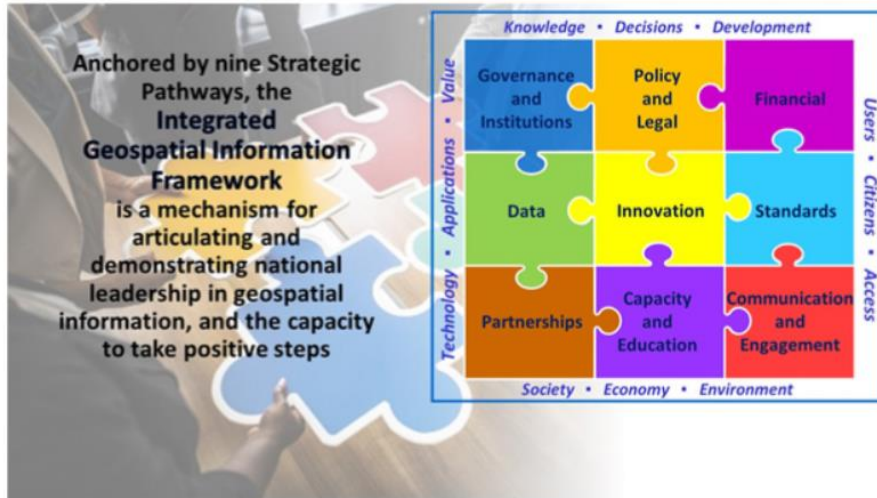 Anchored by nine Strategic
Pathways, the
Integrated
Geospatial Information
Framework
is a mechanism for
articulating and
demonstrating national
leadership in geospatial
information, and the capacity
to take positive steps
Knowledge • Decisions • Development
Technology • Applications • Value
Governance
and
Institutions
Policy
and
Legal
Financial
Data
Innovation
Standards
Partnerships
Capacity
and
Education
Communication
and
Engagement
Users • Citizens • Access
Society • Economy • Environment